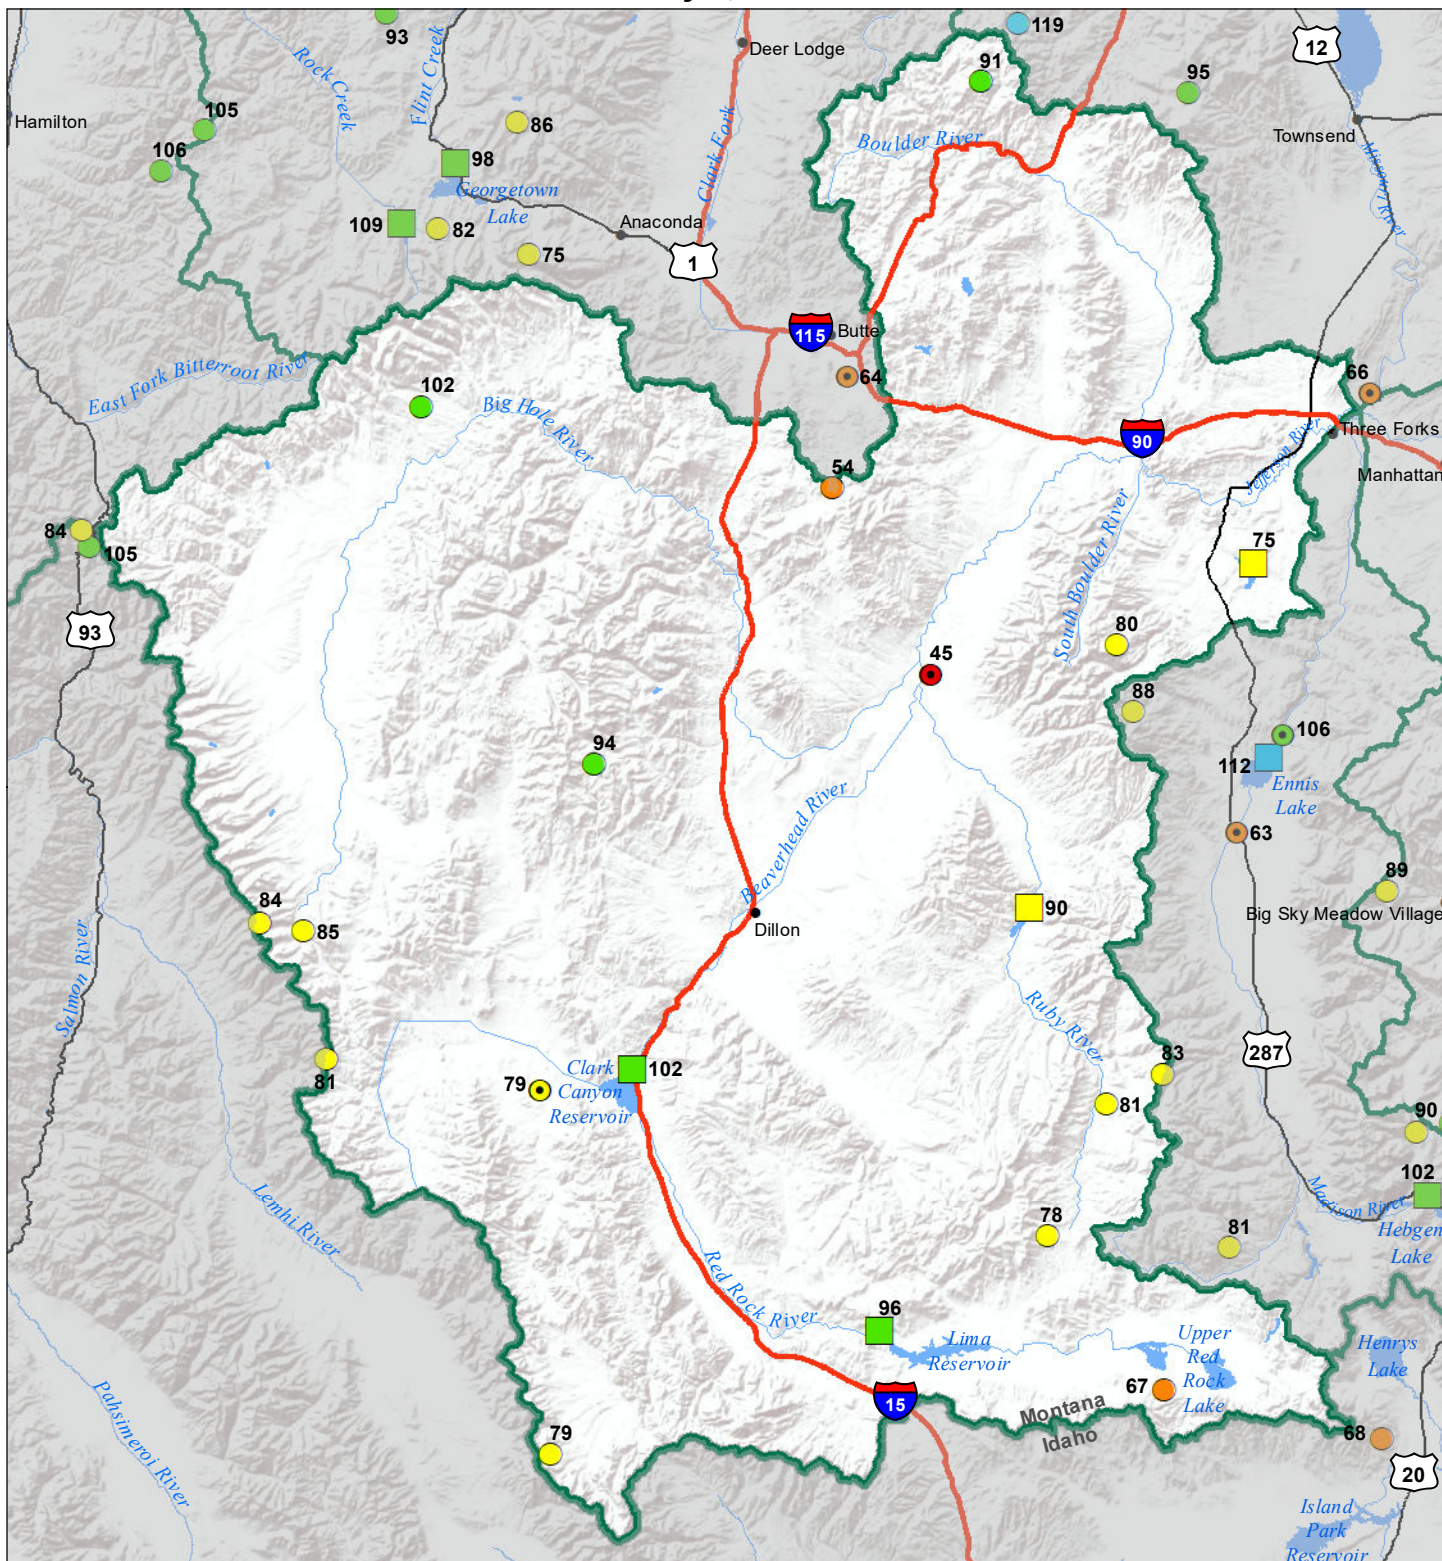 93
119
12
Deer Lodge
91
95
Rock Creek
Flint Creek
Hamilton
105
86
Clark Fork
Boulder River
Townsend
106
98
Georgetown
Lake
Missouri River
109
82
Anaconda
75
1
115
Butte
East Fork Bitterroot River
102
Big Hole River
64
66
90
Three Forks
Jefferson River
Manhattan
54
84
105
South Boulder River
75
93
80
45
88
106
94
112
Ennis
Lake
Beaverhead River
63
89
84
85
90
Dillon
Big Sky Meadow Village
Salmon River
Ruby River
287
83
81
Clark
Canyon
Reservoir
102
79
81
90
Lemhi River
102
Madison River
Hebgen
Lake
78
81
Red Rock River
96
Lima
Reservoir
Upper
Red
Rock
Lake
67
Henrys
Lake
Pahsimeroi River
15
Montana
Idaho
79
68
20
Island
Park
Reservoir